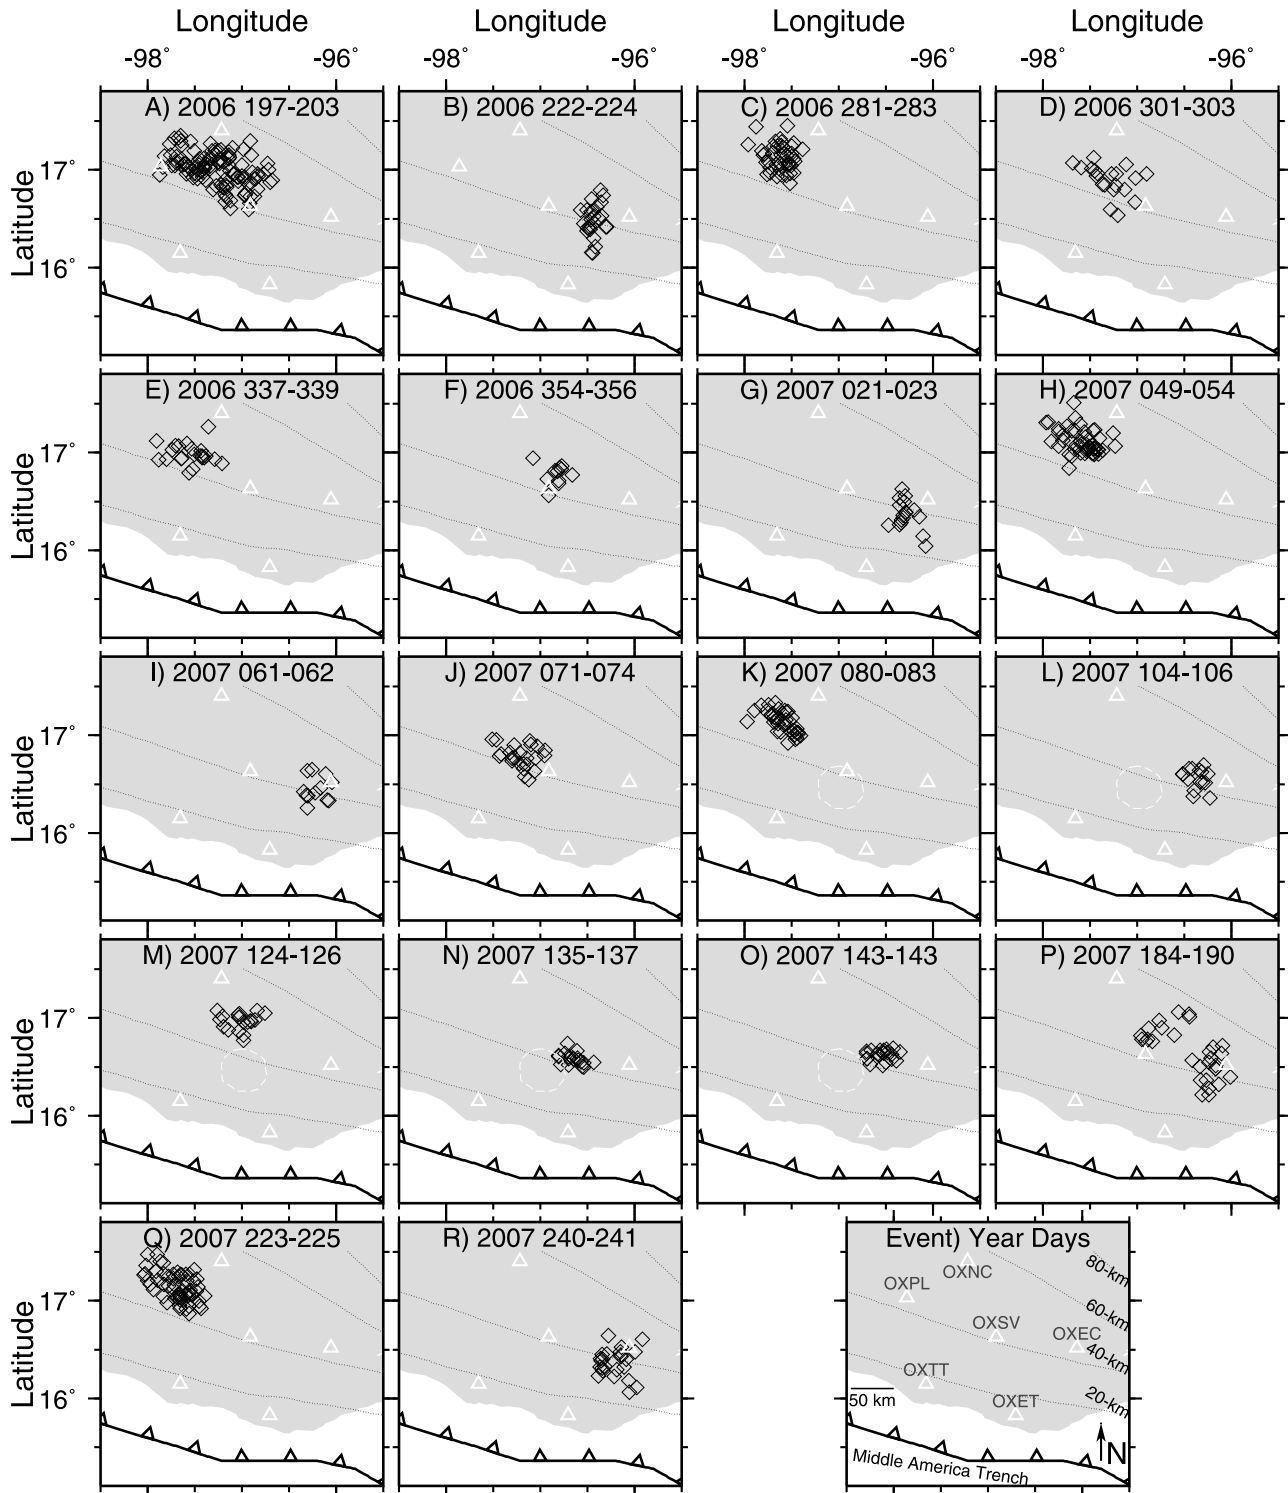 Longitude Longitude Longitude Longitude
-98° -96° -98° -96° -98° -96° -98° -96°
A) 2006 197-203 B) 2006 222-224 C) 2006 281-283 D) 2006 301-303
17°
Latitude
16°
E) 2006 337-339 F) 2006 354-356 G) 2007 021-023 H) 2007 049-054
17°
Latitude
16°
I) 2007 061-062 J) 2007 071-074 K) 2007 080-083 L) 2007 104-106
17°
Latitude
16°
M) 2007 124-126 N) 2007 135-137 O) 2007 143-143 P) 2007 184-190
17°
Latitude
16°
Q) 2007 223-225 R) 2007 240-241 Event) Year Days
80-km
OXNC
OXPL
17°
60-km
OXSV
OXEC
Latitude
40-km
OXTT
50 km
20-km
OXET
16°
N
Middle America Trench